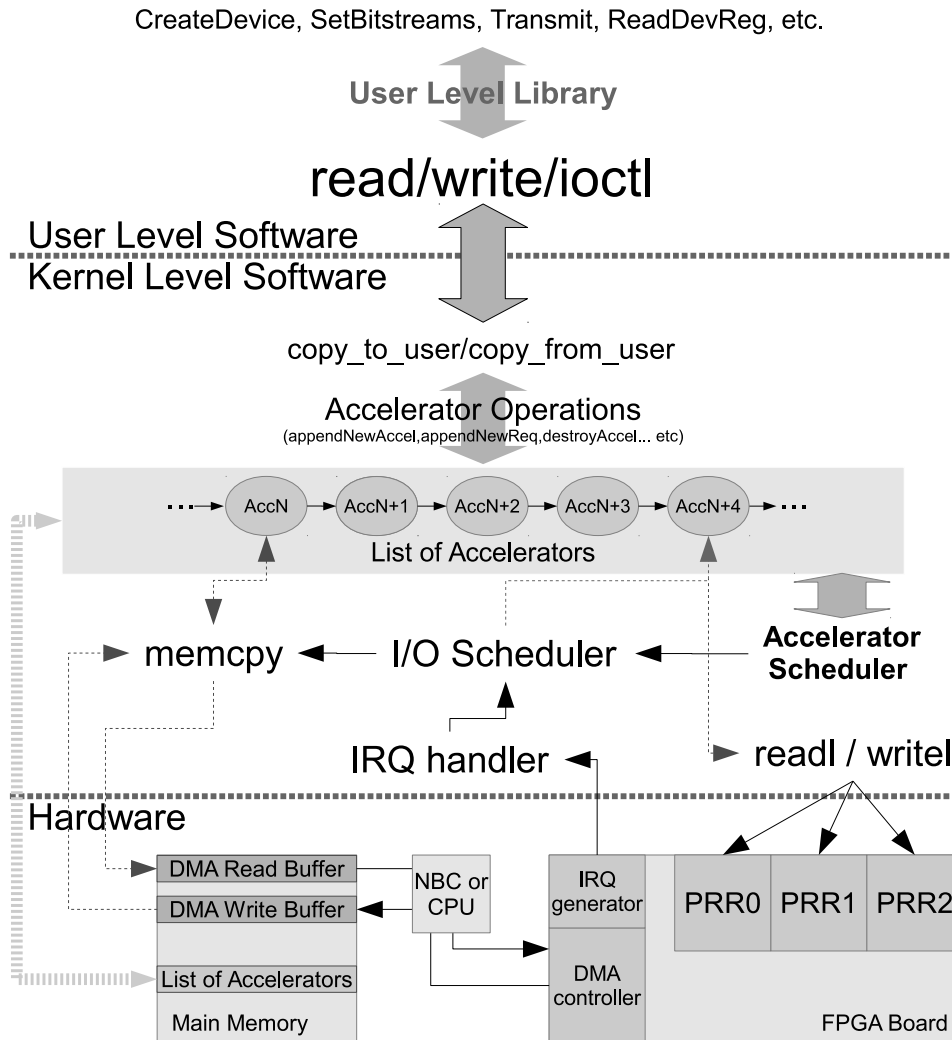 CreateDevice, SetBitstreams, Transmit, ReadDevReg, etc.
User Level Library
read/write/ioctl
User Level Software
Kernel Level Software
copy_to_user/copy_from_user
Accelerator Operations
(appendNewAccel,appendNewReq,destroyAccel... etc)
... AccN AccN+1 AccN+2 AccN+3 AccN+4 ...
List of Accelerators
memcpy
I/O Scheduler
Accelerator
Scheduler
IRQ handler
readl / writel
Hardware
DMA Read Buffer
DMA Write Buffer
List of Accelerators
Main Memory
NBC or
CPU
IRQ
generator
DMA
controller
PRR0 PRR1 PRR2
FPGA Board